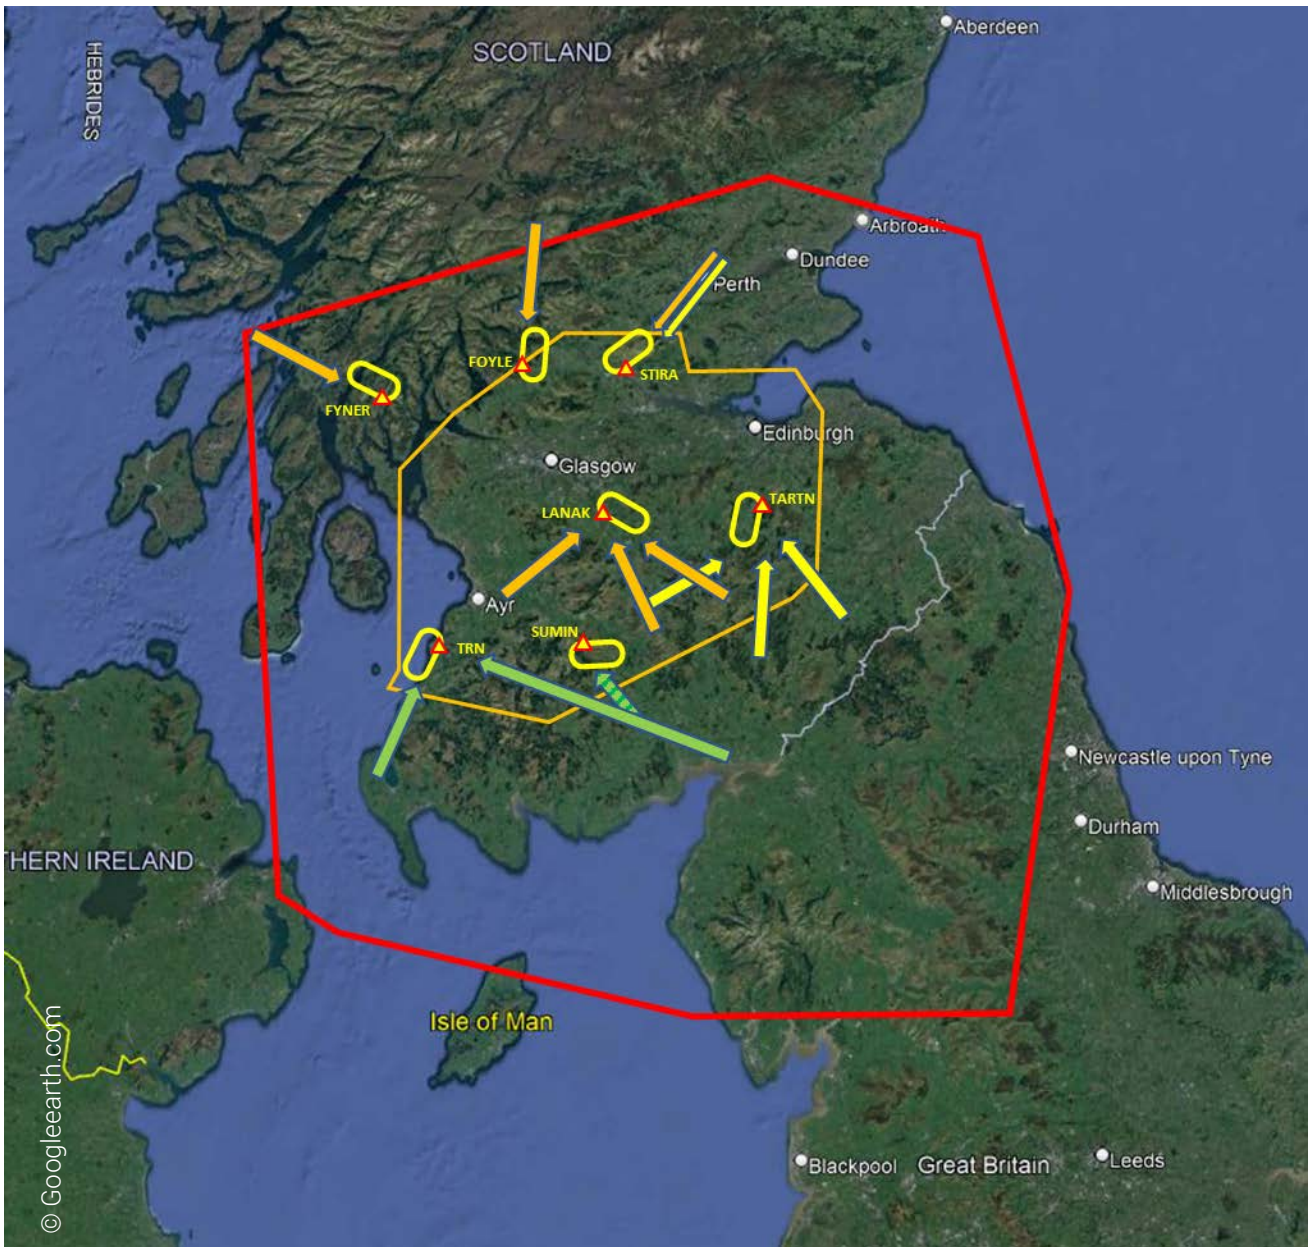 Aberdeen
SCOTLAND
HEBRIDES
Arbroath
Dundee
Perth
FOYLE
STIRA
FYNER
Edinburgh
Glasgow
TARTN
LANAK
Ayr
SUMIN
TRN
Newcastle upon Tyne
Durham
THERN IRELAND
Middlesbrough
Isle of Man
© Googleearth.com
Blackpool
Great Britain
Leeds